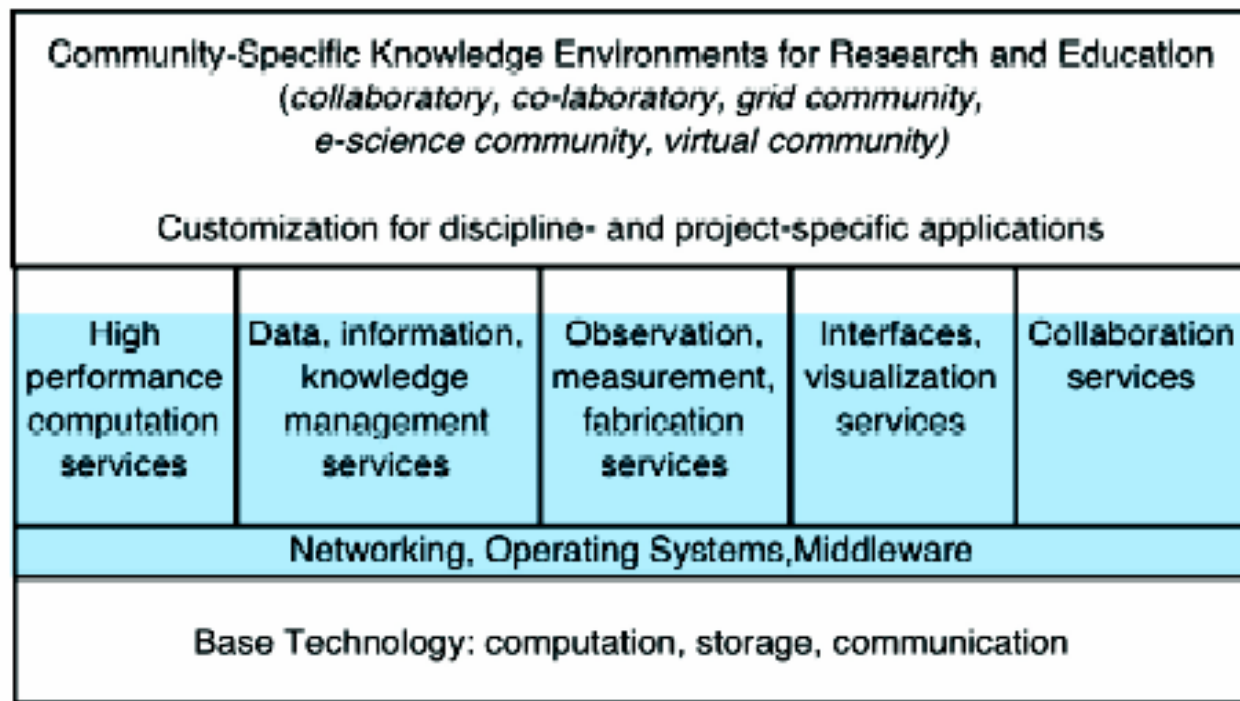 Community-Specific Knowledge Environments for Research and Education
(collaboratory, co-laboratory, grid community,
e-science community, virtual community)
Customization for discipline- and project-specific applications
High
performance
computation
services
Data, information,
knowledge
management
services
Observation,
measurement,
fabrication
services
Interfaces,
visualization
services
Collaboration
services
Networking, Operating Systems,Middleware
Base Technology: computation, storage, communication